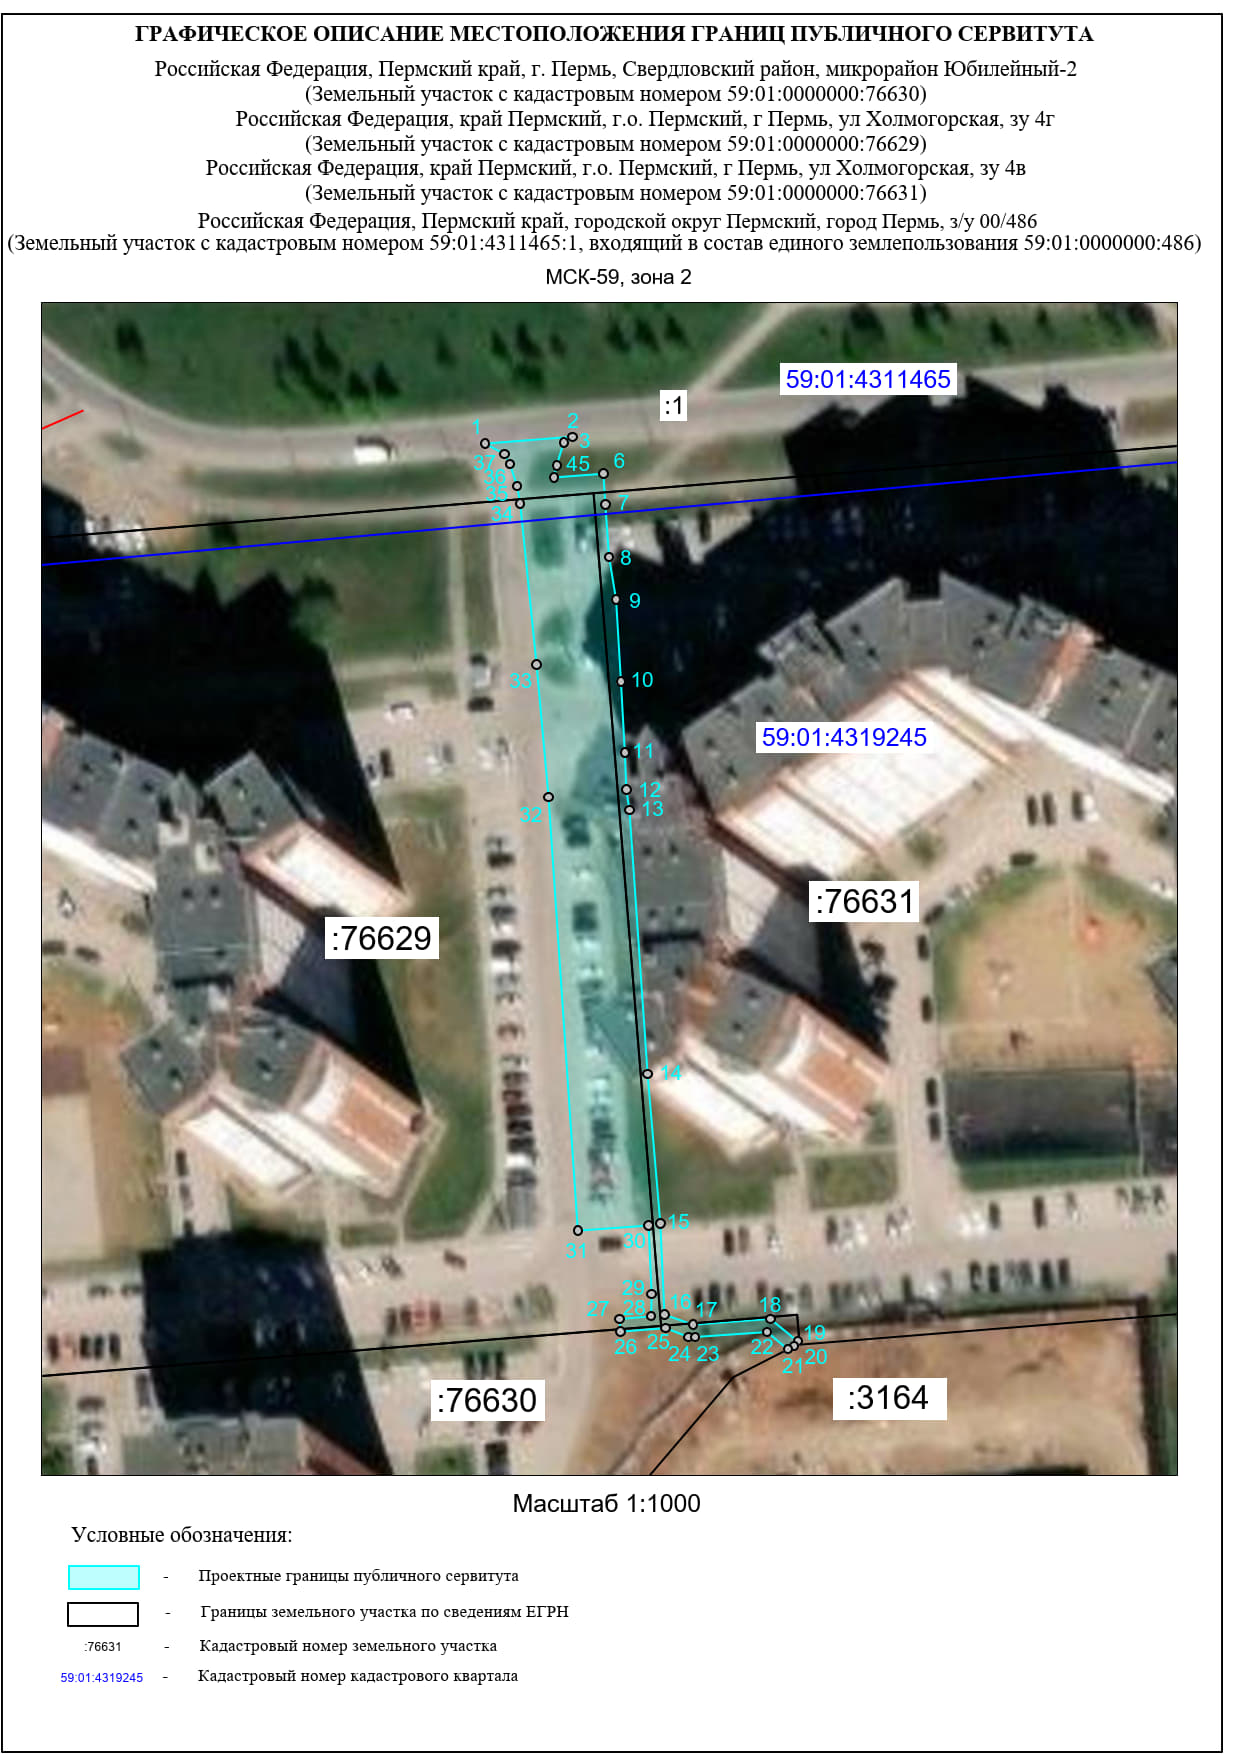 ГРАФИЧЕСКОЕ ОПИСАНИЕ МЕСТОПОЛОЖЕНИЯ ГРАНИЦ ПУБЛИЧНОГО СЕРВИТУТА
Российская Федерация, Пермский край, г. Пермь, Свердловский район, микрорайон Юбилейный-2
(Земельный участок с кадастровым номером 59:01:0000000:76630)
Российская Федерация, край Пермский, г.о. Пермский, г Пермь, ул Холмогорская, зу 4г
(Земельный участок с кадастровым номером 59:01:0000000:76629)
Российская Федерация, край Пермский, г.о. Пермский, г Пермь, ул Холмогорская, зу 4в
(Земельный участок с кадастровым номером 59:01:0000000:76631)
Российская Федерация, Пермский край, городской округ Пермский, город Пермь, з/у 00/486
(Земельный участок с кадастровым номером 59:01:4311465:1, входящий в состав единого землепользования 59:01:0000000:486)
МСК-59, зона 2
59:01:4311465
:1
1
2
3
37
45
6
36
35
34
7
8
9
33
10
59:01:4319245
11
12
32
13
:76631
:76629
14
15
30
31
29
27
28
16
17
18
19
26
25
24
23
22
20
21
:76630
:3164
Масштаб 1:1000
Условные обозначения:
- Проектные границы публичного сервитута
- Границы земельного участка по сведениям ЕГРН
:76631 - Кадастровый номер земельного участка
59:01:4319245 - Кадастровый номер кадастрового квартала